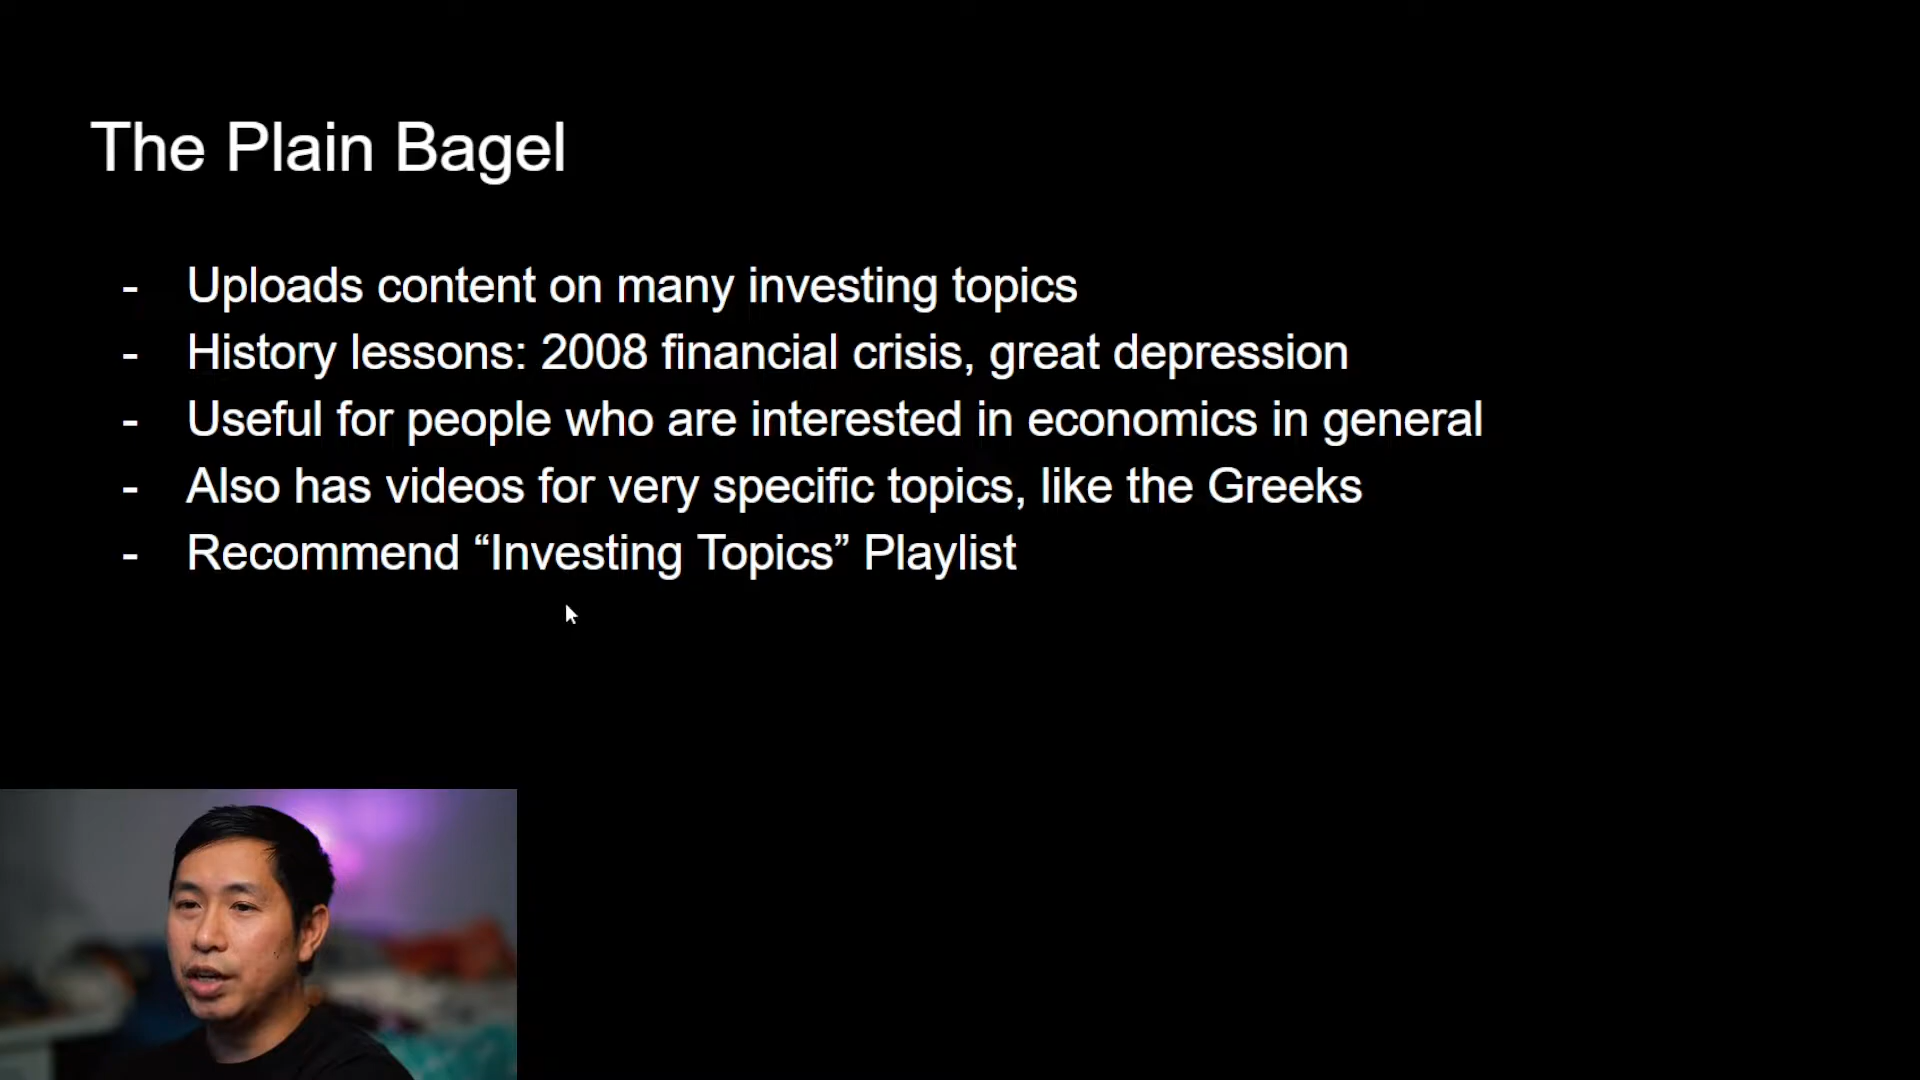 The Plain Bagel
- Uploads content on many investing topics
- History lessons: 2008 financial crisis, great depression
- Useful for people who are interested in economics in general
- Also has videos for very specific topics, like the Greeks
- Recommend “Investing Topics” Playlist